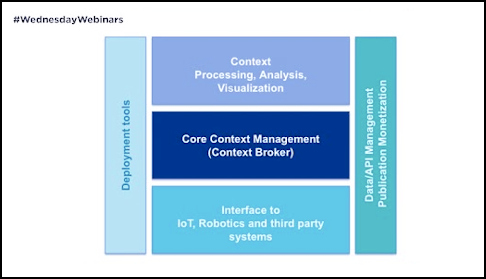 #WednesdayWebinars
Deployment tools
Context
Processing, Analysis,
Visualization
Core Context Management
(Context Broker)
Interface to
IoT, Robotics and third party
systems
Data/API Management
Publication Monetization